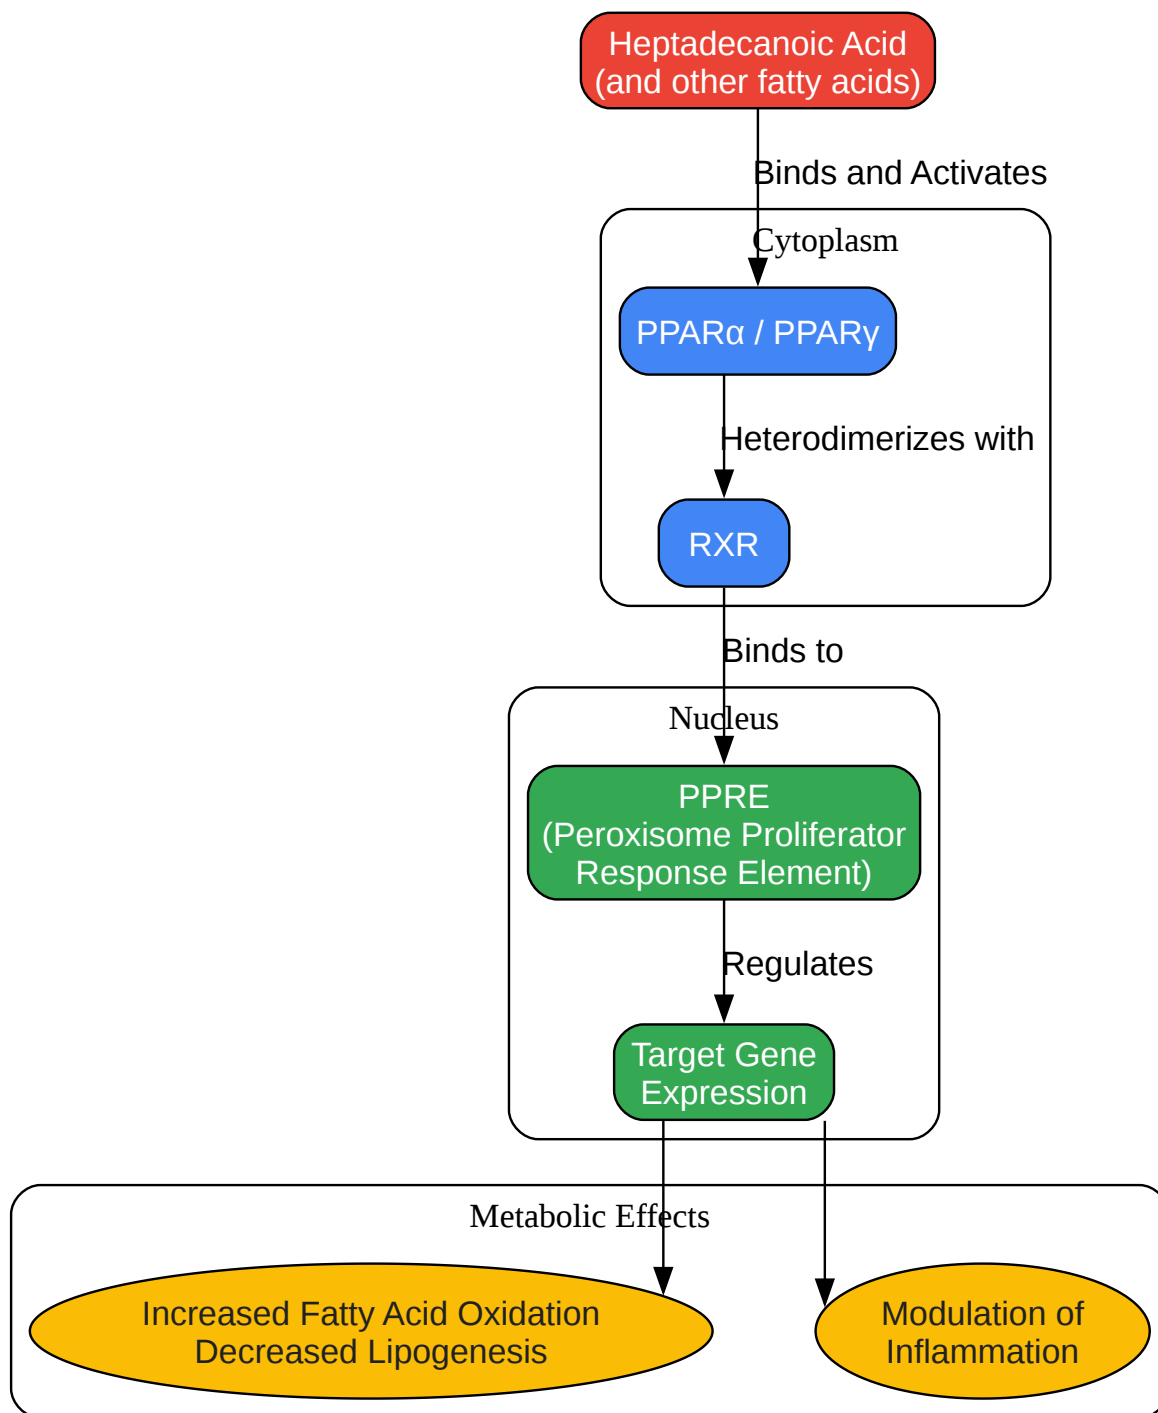 Heptadecanoic Acid
(and other fatty acids)
Binds and Activates
Cytoplasm
PPARα / PPARγ
Heterodimerizes with
RXR
Binds to
Nucleus
PPRE
(Peroxisome Proliferator
Response Element)
Regulates
Target Gene
Expression
Metabolic Effects
Increased Fatty Acid Oxidation
Decreased Lipogenesis
Modulation of
Inflammation